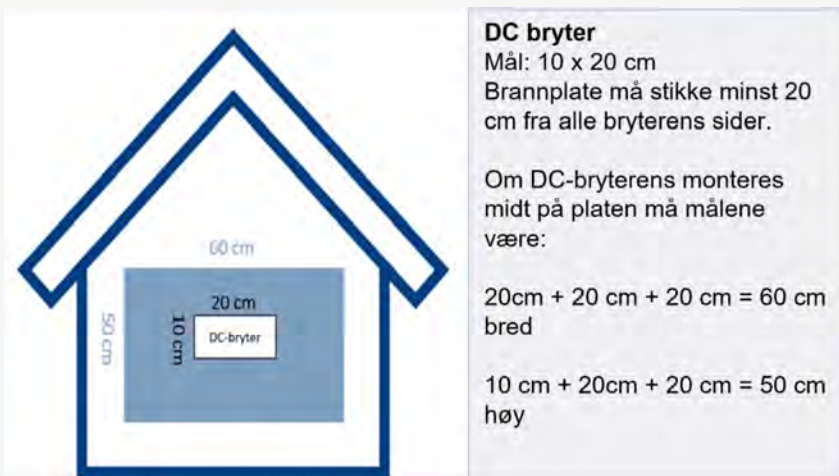 60 cm
50 cm
20 cm
10 cm
DC-bryter
DC bryter
Mål: 10 x 20 cm
Brannplate må stikke minst 20
cm fra alle bryterens sider.
Om DC-bryterens monteres
midt på platen må målene
være:
20cm + 20 cm + 20 cm = 60 cm
bred
10 cm + 20cm + 20 cm = 50 cm
høy